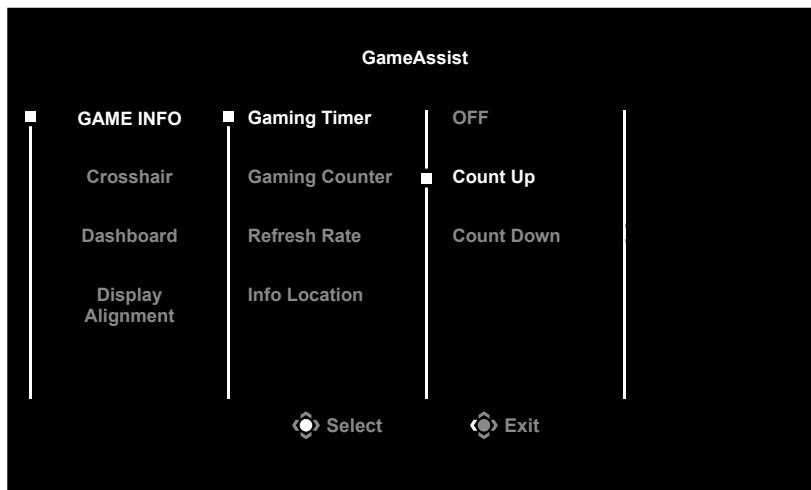 GameAssist
GAME INFO
Gaming Timer
OFF
Crosshair
Gaming Counter
Count Up
Dashboard
Refresh Rate
Count Down
Display
Alignment
Info Location
Select
Exit